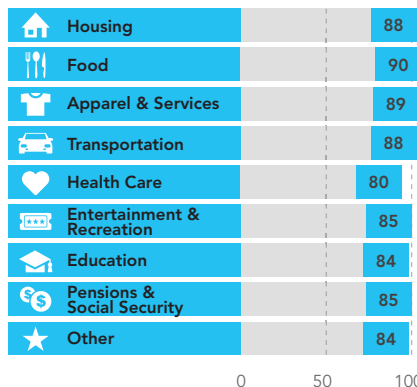 Housing 88
Food 90
Apparel & Services 89
Transportation 88
Health Care 80
Entertainment &
Recreation 85
Education 84
Pensions &
Social Security 85
Other 84
0 50 100